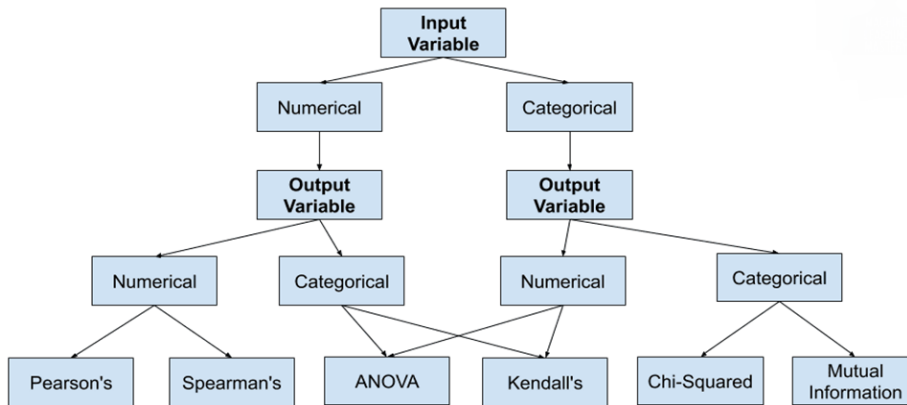 Input
Variable
Numerical
Categorical
Output
Variable
Output
Variable
Numerical
Categorical
Numerical
Categorical
Pearson's
Spearman's
ANOVA
Kendall's
Chi-Squared
Mutual
Information